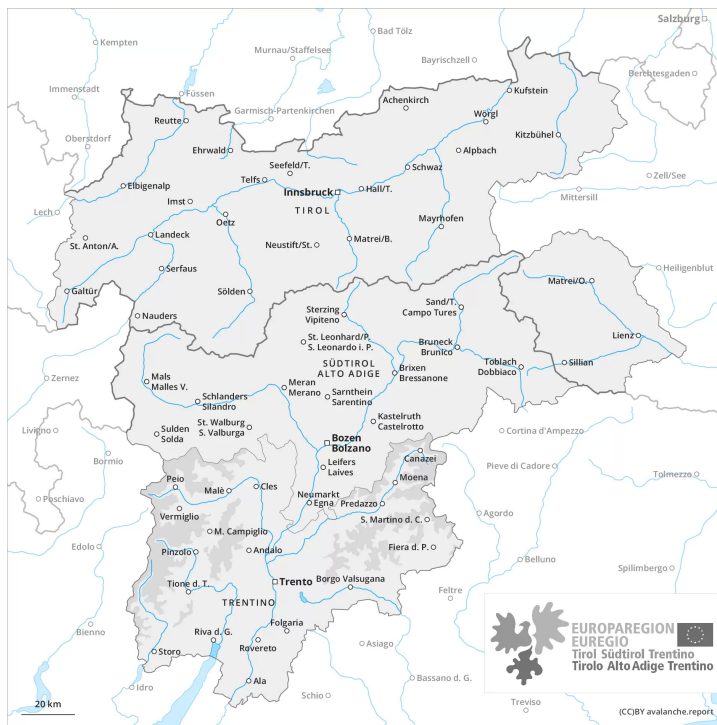 Salzburg
Bad Tölz
Kempten
Murnau/Staffelsee
Bayrischzell
Berchtesgaden
Immenstadt
Füssen
Garmisch-Partenkirchen
Achenkirch
Kufstein
Reutte
Wörgl
Oberstdorf
Kitzbühel
Ehrwald
Alpbach
Seefeld/T.
Schwaz
Zell/See
Telfs
Elbigenalp
Innsbruck
Hall/T.
Mittersill
Imst
TIROL
Lech
Oetz
Mayrhofen
Landeck
Matrei/B.
St. Anton/A.
Neustift/St.
Serfaus
Heiligenblut
Matrei/O.
Galtür
Sölden
Sand/T.
Campo Tures
Nauders
Sterzing
Vipiteno
St. Leonhard/P.
S. Leonardo i. P.
Lienz
Bruneck
Brunico
SÜDTIROL
ALTO ADIGE
Toblach
Dobbiaco
Sillian
Brixen
Bressanone
Zernez
Mals
Malles V.
Meran
Merano
Sarnthein
Sarentino
Schlanders
Silandro
St. Walburg
S. Valburga
Kastelruth
Castelrotto
Livigno
Sulden
Solda
Cortina d'Ampezzo
Bozen
Bolzano
Bormio
Canazei
Leifers
Laives
Pieve di Cadore
Tolmezzo
Peio
Malè
Cles
Moena
Neumarkt
Egna
Predazzo
Poschiavo
Vermiglio
Agordo
S. Martino d. C.
M. Campiglio
Edolo
Pinzolo
Andalo
Fiera d. P.
Belluno
Spilimbergo
Tione d. T.
Trento
Borgo Valsugana
Feltre
TRENTINO
Folgaria
Bienno
Riva d. G.
Rovereto
Asiago
Storo
Ala
Bassano d. G.
Idro
Schio
Treviso
EUROPAREGION
EUREGIO
Tirol Südtirol Trentino
Tirolo Alto Adige Trentino
20 km
(CC)BY avalanche.report